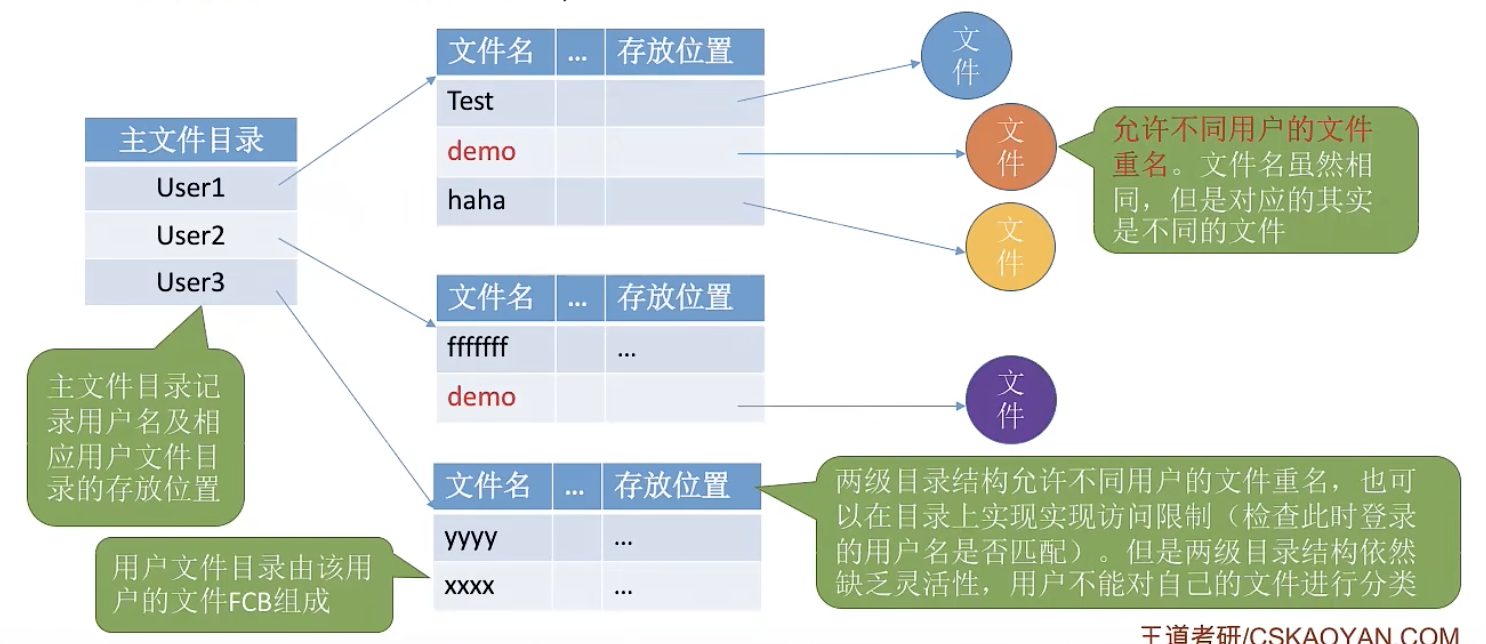 主文件目录
User1
User2
User3
主文件目录记
录用户名及相
应用户文件目
录的存放位置
用户文件目录由该用
户的文件FCB组成
文件名 ... 存放位置
Test
demo
haha
文件名 ... 存放位置
fffffff ...
demo
文件名 ... 存放位置
yyyy ...
xxxx ...
文
件
文
件
文
件
文
件
允许不同用户的文件
重名。文件名虽然相
同，但是对应的其实
是不同的文件
两级目录结构允许不同用户的文件重名，也可
以在目录上实现实现访问限制（检查此时登录
的用户名是否匹配）。但是两级目录结构依然
缺乏灵活性，用户不能对自己的文件进行分类
王道考研/CSKAOYAN.COM